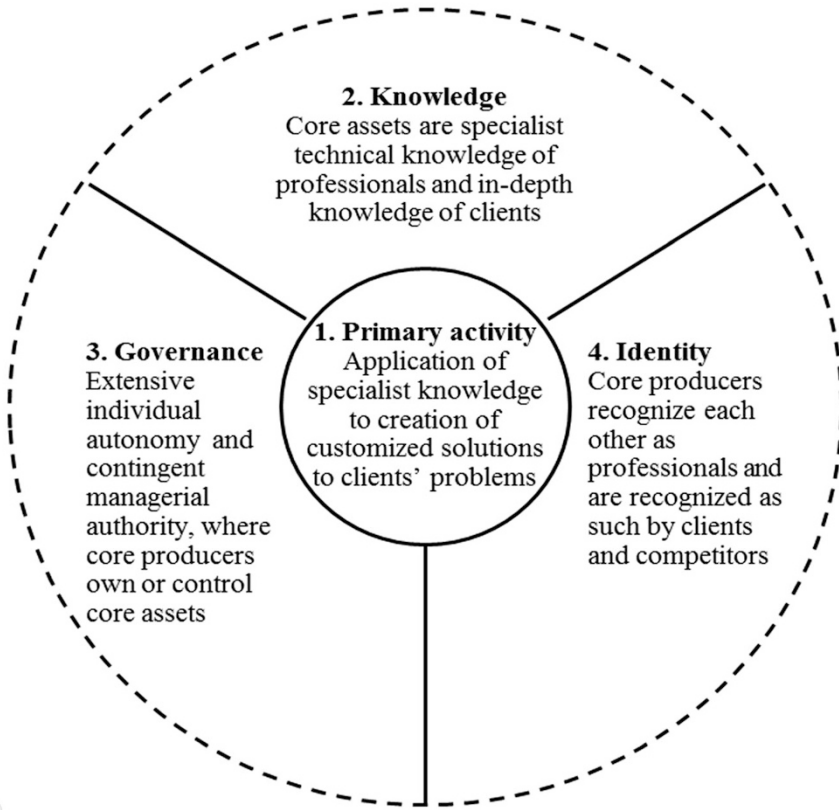 2. Knowledge
Core assets are specialist
technical knowledge of
professionals and in-depth
knowledge of clients
1. Primary activity
Application of
specialist knowledge
to creation of
customized solutions
to clients’ problems
3. Governance
Extensive
individual
autonomy and
contingent
managerial
authority, where
core producers
own or control
core assets
4. Identity
Core producers
recognize each
other as
professionals and
are recognized as
such by clients
and competitors